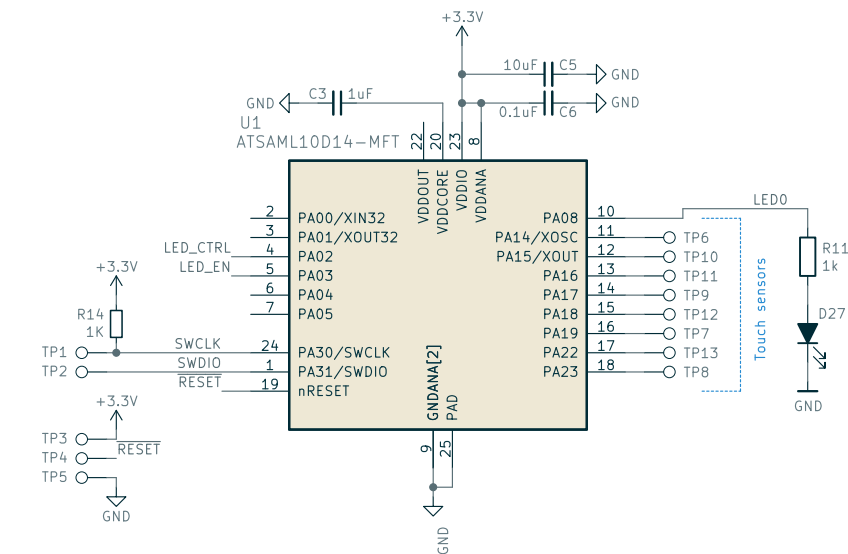 +3.3V
10uF C5 GND
GND C3 1uF
0.1uF C6 GND
U1
ATSAML10D14-MFT
22 20 23 8
VDDOUT VDDCORE VDDIO VDDANA
2 PA00/XIN32
3 PA01/XOUT32
LED_CTRL 4 PA02
LED_EN 5 PA03
6 PA04
7 PA05
+3.3V
R14
1K
TP1 SWCLK 24 PA30/SWCLK
TP2 SWDIO 1 PA31/SWDIO
RESET 19 nRESET
PA08 10 LED0
PA14/XOSC 11 TP6
PA15/XOUT 12 TP10
PA16 13 TP11
PA17 14 TP9
PA18 15 TP12
PA19 16 TP7
PA22 17 TP13
PA23 18 TP8
Touch sensors
R11
1k
D27
GND
GNDANA[2] PAD
9 25
GND
+3.3V
TP3
RESET
TP4
TP5
GND